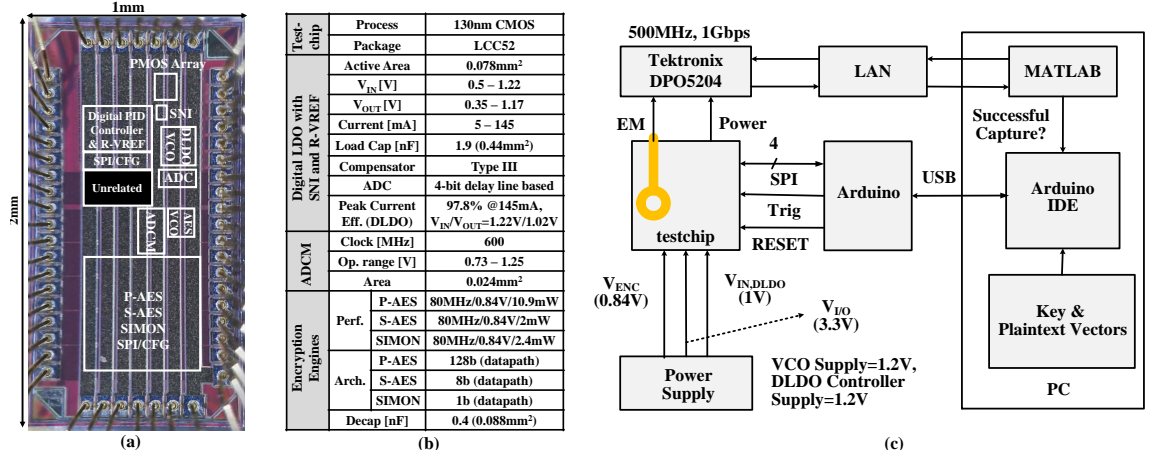 1mm
2mm
PMOS Array
SNI
Digital PID
Controller
& R-VREF
DLDO
VCO
SPI/CFG
ADC
Unrelated
ADCM
AES
VCO
P-AES
S-AES
SIMON
SPI/CFG
(a)
Test-chip
Process 130nm CMOS
Package LCC52
Digital LDO with SNI and R-VREF
Active Area 0.078mm²
V_IN [V] 0.5 – 1.22
V_OUT [V] 0.35 – 1.17
Current [mA] 5 – 145
Load Cap [nF] 1.9 (0.44mm²)
Compensator Type III
ADC 4-bit delay line based
Peak Current 97.8% @145mA,
Eff. (DLDO) V_IN/V_OUT=1.22V/1.02V
ADCM
Clock [MHz] 600
Op. range [V] 0.73 – 1.25
Area 0.024mm²
Encryption Engines
Perf.
P-AES 80MHz/0.84V/10.9mW
S-AES 80MHz/0.84V/2mW
SIMON 80MHz/0.84V/2.4mW
Arch.
P-AES 128b (datapath)
S-AES 8b (datapath)
SIMON 1b (datapath)
Decap [nF] 0.4 (0.088mm²)
(b)
500MHz, 1Gbps
Tektronix
DPO5204
LAN
MATLAB
EM
Power
Successful
Capture?
4
SPI
Trig
RESET
testchip
Arduino
USB
Arduino
IDE
V_ENC
(0.84V)
V_IN,DLDO
(1V)
V_I/O
(3.3V)
Key &
Plaintext Vectors
Power
Supply
VCO Supply=1.2V,
DLDO Controller
Supply=1.2V
PC
(c)